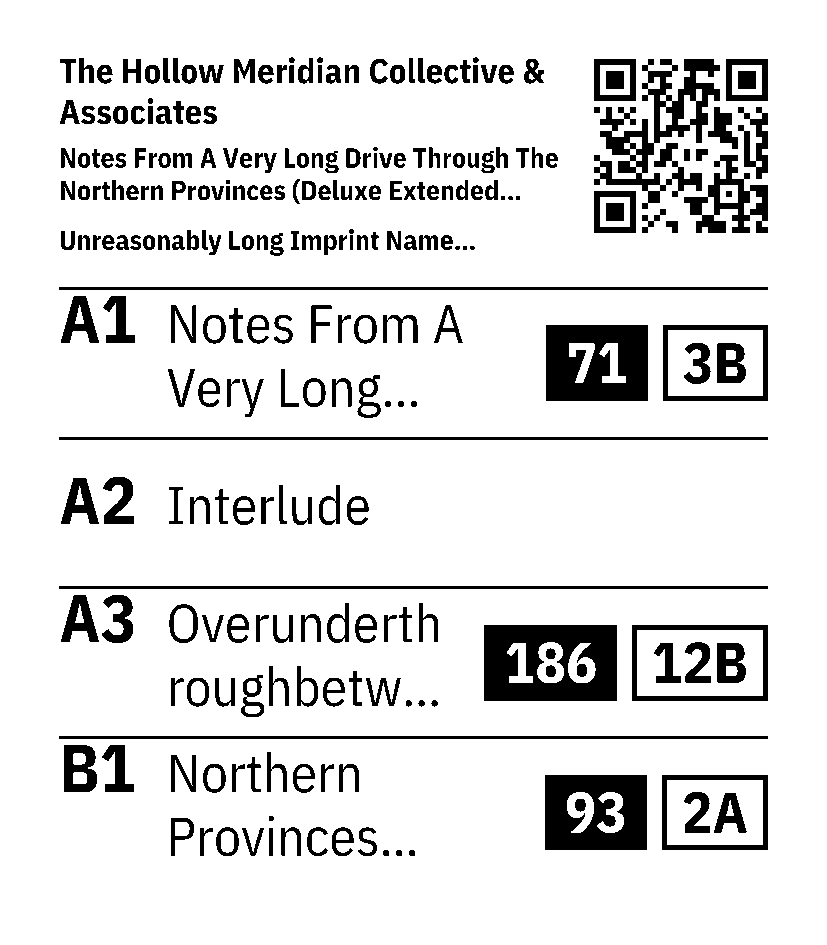 The Hollow Meridian Collective &
Associates
Notes From A Very Long Drive Through The
Northern Provinces (Deluxe Extended...
Unreasonably Long Imprint Name...
A1 Notes From A
Very Long...
71 3B
A2 Interlude
A3 Overunderth
roughbetw...
186 12B
B1 Northern
Provinces...
93 2A